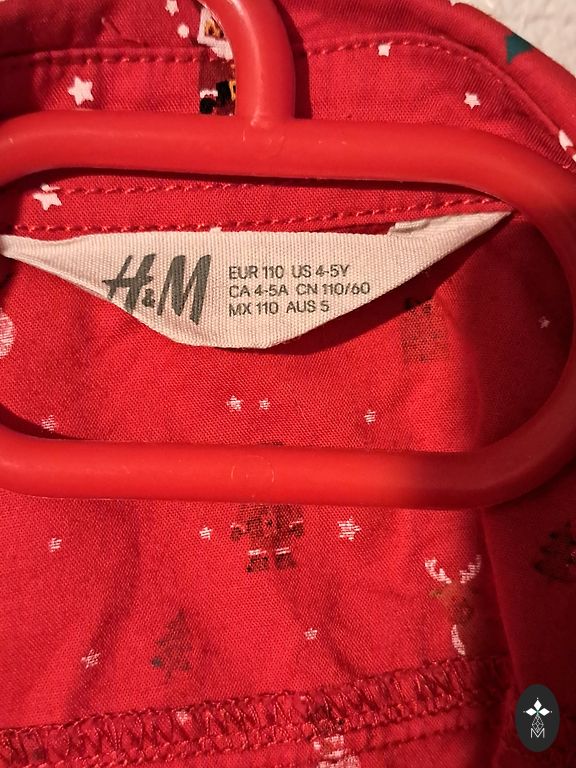 H&M
EUR 110 US 4-5Y
CA 4-5A CN 110/60
MX 110 AUS 5